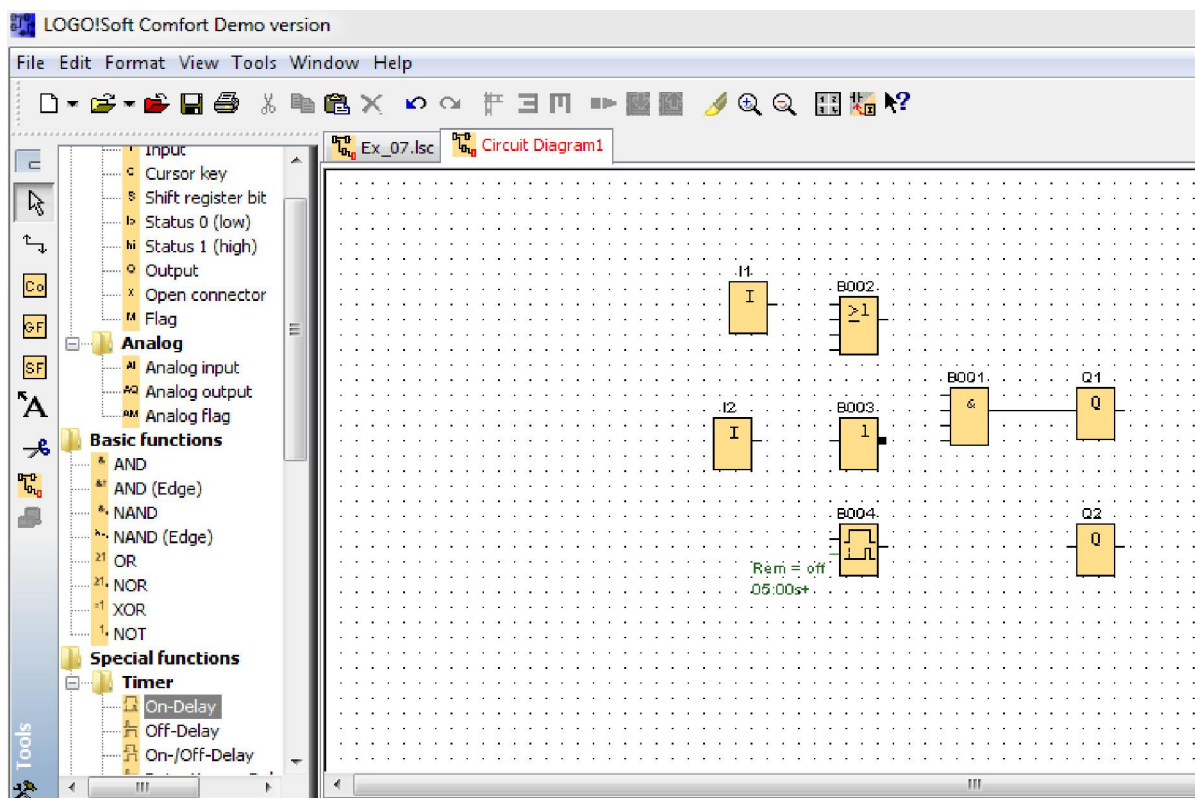 LOGO!Soft Comfort Demo version
File Edit Format View Tools Window Help
Ex_07.lsc Circuit Diagram1
Input
Cursor key
Shift register bit
Status 0 (low)
Status 1 (high)
Output
Open connector
Flag
Analog
Analog input
Analog output
Analog flag
Basic functions
AND
AND (Edge)
NAND
NAND (Edge)
OR
NOR
XOR
NOT
Special functions
Timer
On-Delay
Off-Delay
On-/Off-Delay
Co
GF
SF
A
Tools
I1
I
B002
≥1
B001
&
Q1
Q
I2
I
B003
1
B004
Rem = off
05:00s+
Q2
Q